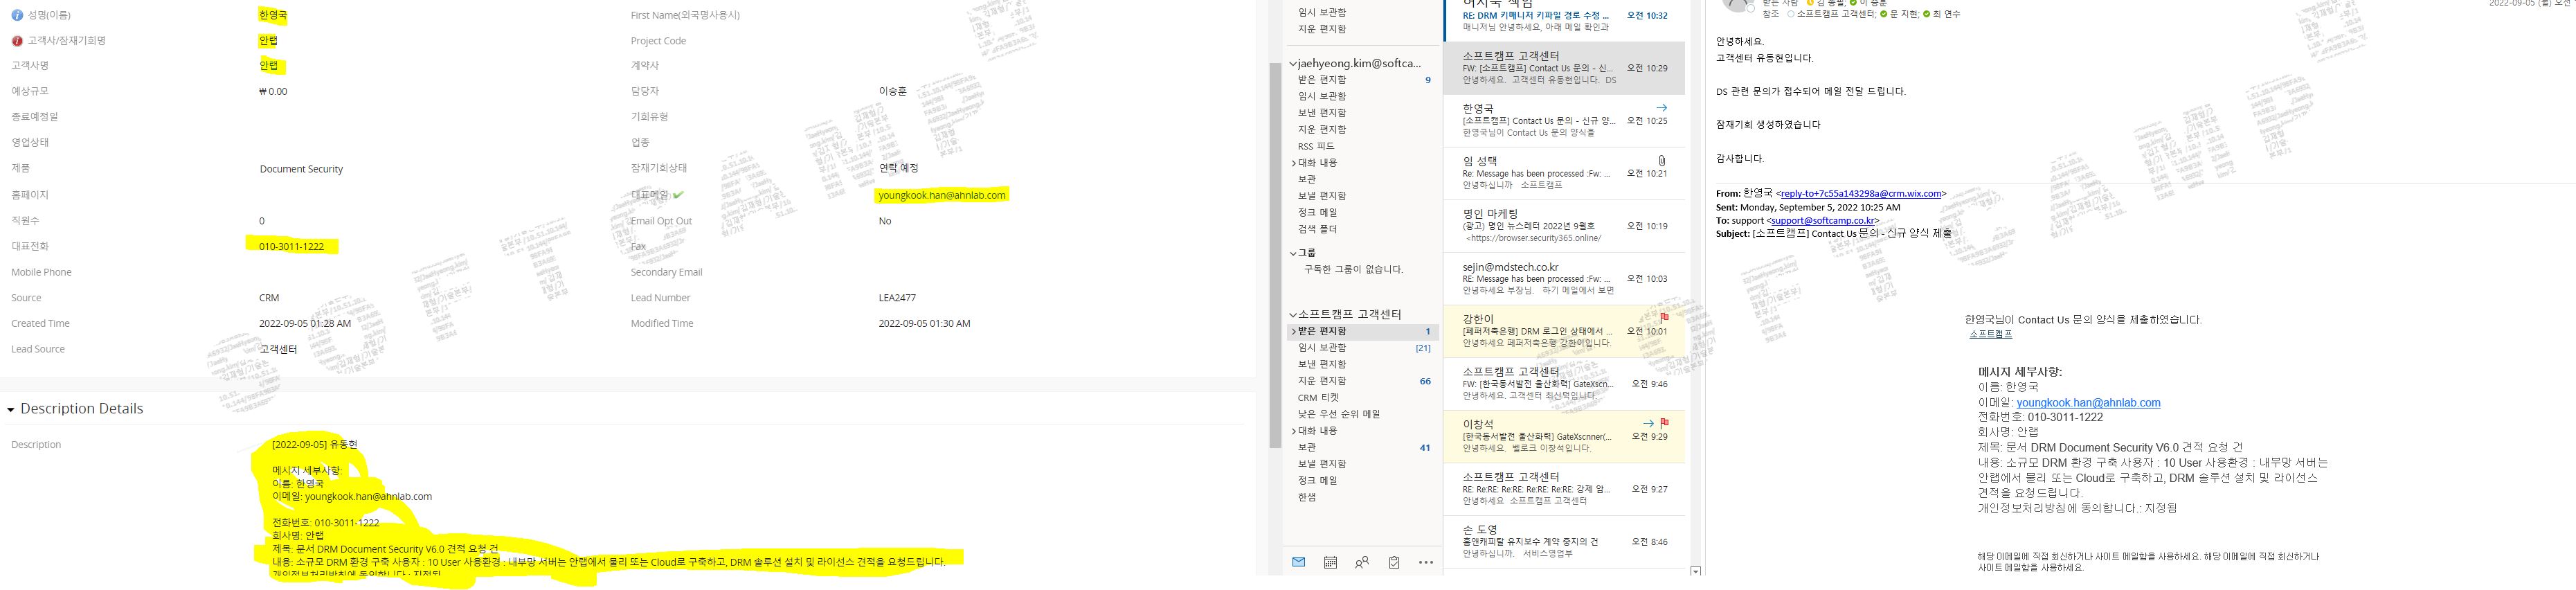 성명(이름) 한영국 First Name(외국명사용시)
고객사/잠재기회명 안랩 Project Code
고객사명 안랩 계약사
예상규모 ₩ 0.00 담당자 이승훈
종료예정일 기회유형
영업상태 업종
제품 Document Security 잠재기회상태 연락 예정
홈페이지 대표메일 youngkook.han@ahnlab.com
직원수 0 Email Opt Out No
대표전화 010-3011-1222 Fax
Mobile Phone Secondary Email
Source CRM Lead Number LEA2477
Created Time 2022-09-05 01:28 AM Modified Time 2022-09-05 01:30 AM
Lead Source 고객센터
Description Details
Description [2022-09-05] 유동현
메시지 세부사항:
이름: 한영국
이메일: youngkook.han@ahnlab.com
전화번호: 010-3011-1222
회사명: 안랩
제목: 문서 DRM Document Security V6.0 견적 요청 건
내용: 소규모 DRM 환경 구축 사용자 : 10 User 사용환경 : 내부망 서버는 안랩에서 물리 또는 Cloud로 구축하고, DRM 솔루션 설치 및 라이선스 견적을 요청드립니다.
개인정보처리방침에 동의합니다.: 지정됨
임시 보관함
지운 편지함
jaehyeong.kim@softca...
받은 편지함 9
임시 보관함
보낸 편지함
지운 편지함
RSS 피드
대화 내용
보관
보낼 편지함
정크 메일
검색 폴더
그룹
구독한 그룹이 없습니다.
소프트캠프 고객센터
받은 편지함 1
임시 보관함 [21]
보낸 편지함
지운 편지함 66
CRM 티켓
낮은 우선 순위 메일
대화 내용
보관 41
보낼 편지함
정크 메일
한샘
RE: DRM 키매니저 키파일 경로 수정 ... 오전 10:32
매니저님 안녕하세요, 아래 메일 확인과
소프트캠프 고객센터
FW: [소프트캠프] Contact Us 문의 - 신... 오전 10:29
안녕하세요. 고객센터 유동현입니다. DS
한영국
[소프트캠프] Contact Us 문의 - 신규 양... 오전 10:25
한영국님이 Contact Us 문의 양식을
임 선택
Re: Message has been processed :Fw: ... 오전 10:21
안녕하십니까 소프트캠프
명인 마케팅
(광고) 명인 뉴스레터 2022년 9월호 오전 10:19
<https://browser.security365.online/
sejin@mdstech.co.kr
RE: Message has been processed :Fw: ... 오전 10:03
안녕하세요 부장님. 하기 메일에서 보면
강한이
[페퍼저축은행] DRM 로그인 상태에서 ... 오전 10:01
안녕하세요 페퍼저축은행 강한이입니다.
소프트캠프 고객센터
FW: [한국동서발전 울산화력] GateXscn... 오전 9:46
안녕하세요. 고객센터 최신덕입니다
이창석
[한국동서발전 울산화력] GateXscnner(... 오전 9:29
안녕하세요. 벨로크 이창석입니다.
소프트캠프 고객센터
RE: RE: Re:RE: Re:RE: Re:RE: 강제 암... 오전 9:27
안녕하세요 소프트캠프 고객센터
손 도영
홈앤캐피탈 유지보수 계약 중지의 건 오전 8:46
안녕하십니까. 서비스영업부
받은 사람 김 종필; 이 승훈
참조 소프트캠프 고객센터; 문 지현; 최 연수
안녕하세요.
고객센터 유동현입니다.
DS 관련 문의가 접수되어 메일 전달 드립니다.
잠재기회 생성하였습니다
감사합니다.
From: 한영국 <reply-to+7c55a143298a@crm.wix.com>
Sent: Monday, September 5, 2022 10:25 AM
To: support <support@softcamp.co.kr>
Subject: [소프트캠프] Contact Us 문의 - 신규 양식 제출
한영국님이 Contact Us 문의 양식을 제출하였습니다.
소프트캠프
메시지 세부사항:
이름: 한영국
이메일: youngkook.han@ahnlab.com
전화번호: 010-3011-1222
회사명: 안랩
제목: 문서 DRM Document Security V6.0 견적 요청 건
내용: 소규모 DRM 환경 구축 사용자 : 10 User 사용환경 : 내부망 서버는
안랩에서 물리 또는 Cloud로 구축하고, DRM 솔루션 설치 및 라이선스
견적을 요청드립니다.
개인정보처리방침에 동의합니다.: 지정됨
해당 이메일에 직접 회신하거나 사이트 메일함을 사용하세요. 해당 이메일에 직접 회신하거나
사이트 메일함을 사용하세요.
SOFTCAMP
SOFTCAMP